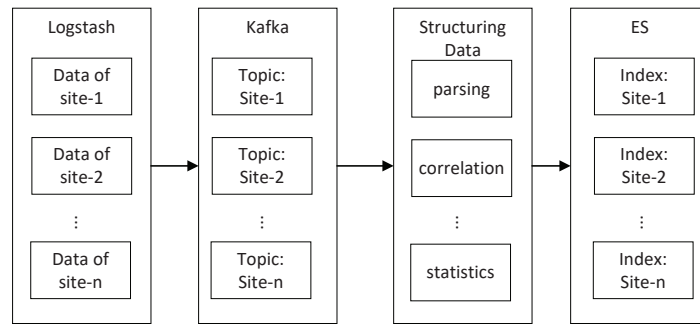 Logstash
Data of
site-1
Data of
site-2
...
Data of
site-n
Kafka
Topic:
Site-1
Topic:
Site-2
...
Topic:
Site-n
Structuring
Data
parsing
correlation
...
statistics
ES
Index:
Site-1
Index:
Site-2
...
Index:
Site-n